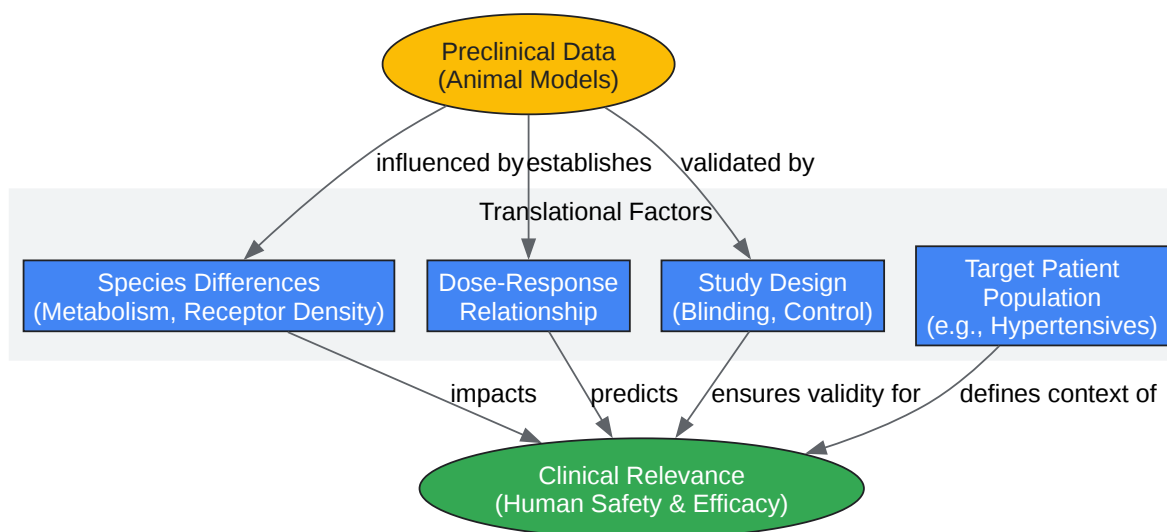 Preclinical Data
(Animal Models)
influenced by
establishes
validated by
Translational Factors
Species Differences
(Metabolism, Receptor Density)
Dose-Response
Relationship
Study Design
(Blinding, Control)
Target Patient
Population
(e.g., Hypertensives)
impacts
predicts
ensures validity for
defines context of
Clinical Relevance
(Human Safety & Efficacy)